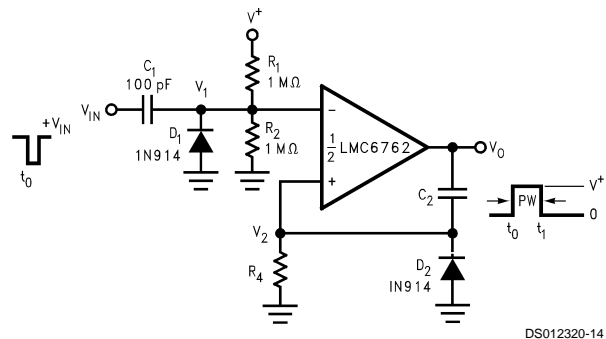 V+
C1
100 pF
V1
R1
1 MΩ
VIN
+VIN
t0
D1
1N914
R2
1 MΩ
−
+
1/2 LMC6762
VO
C2
V+
PW
0
t0
t1
V2
R4
D2
IN914
DS012320-14